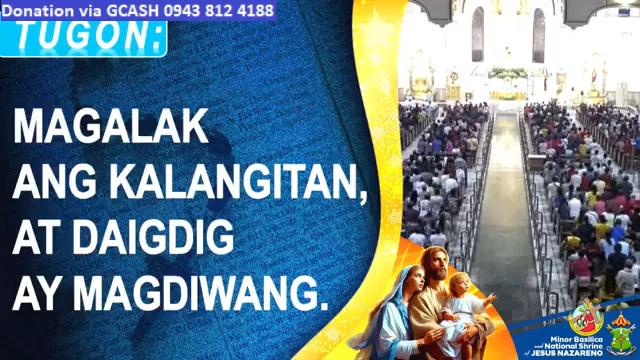 Donation via GCASH 0943 812 4188
TUGON:
MAGALAK
ANG KALANGITAN,
AT DAIGDIG
AY MAGDIWANG.
Minor Basilica
and National Shrine
of JESUS NAZARENO